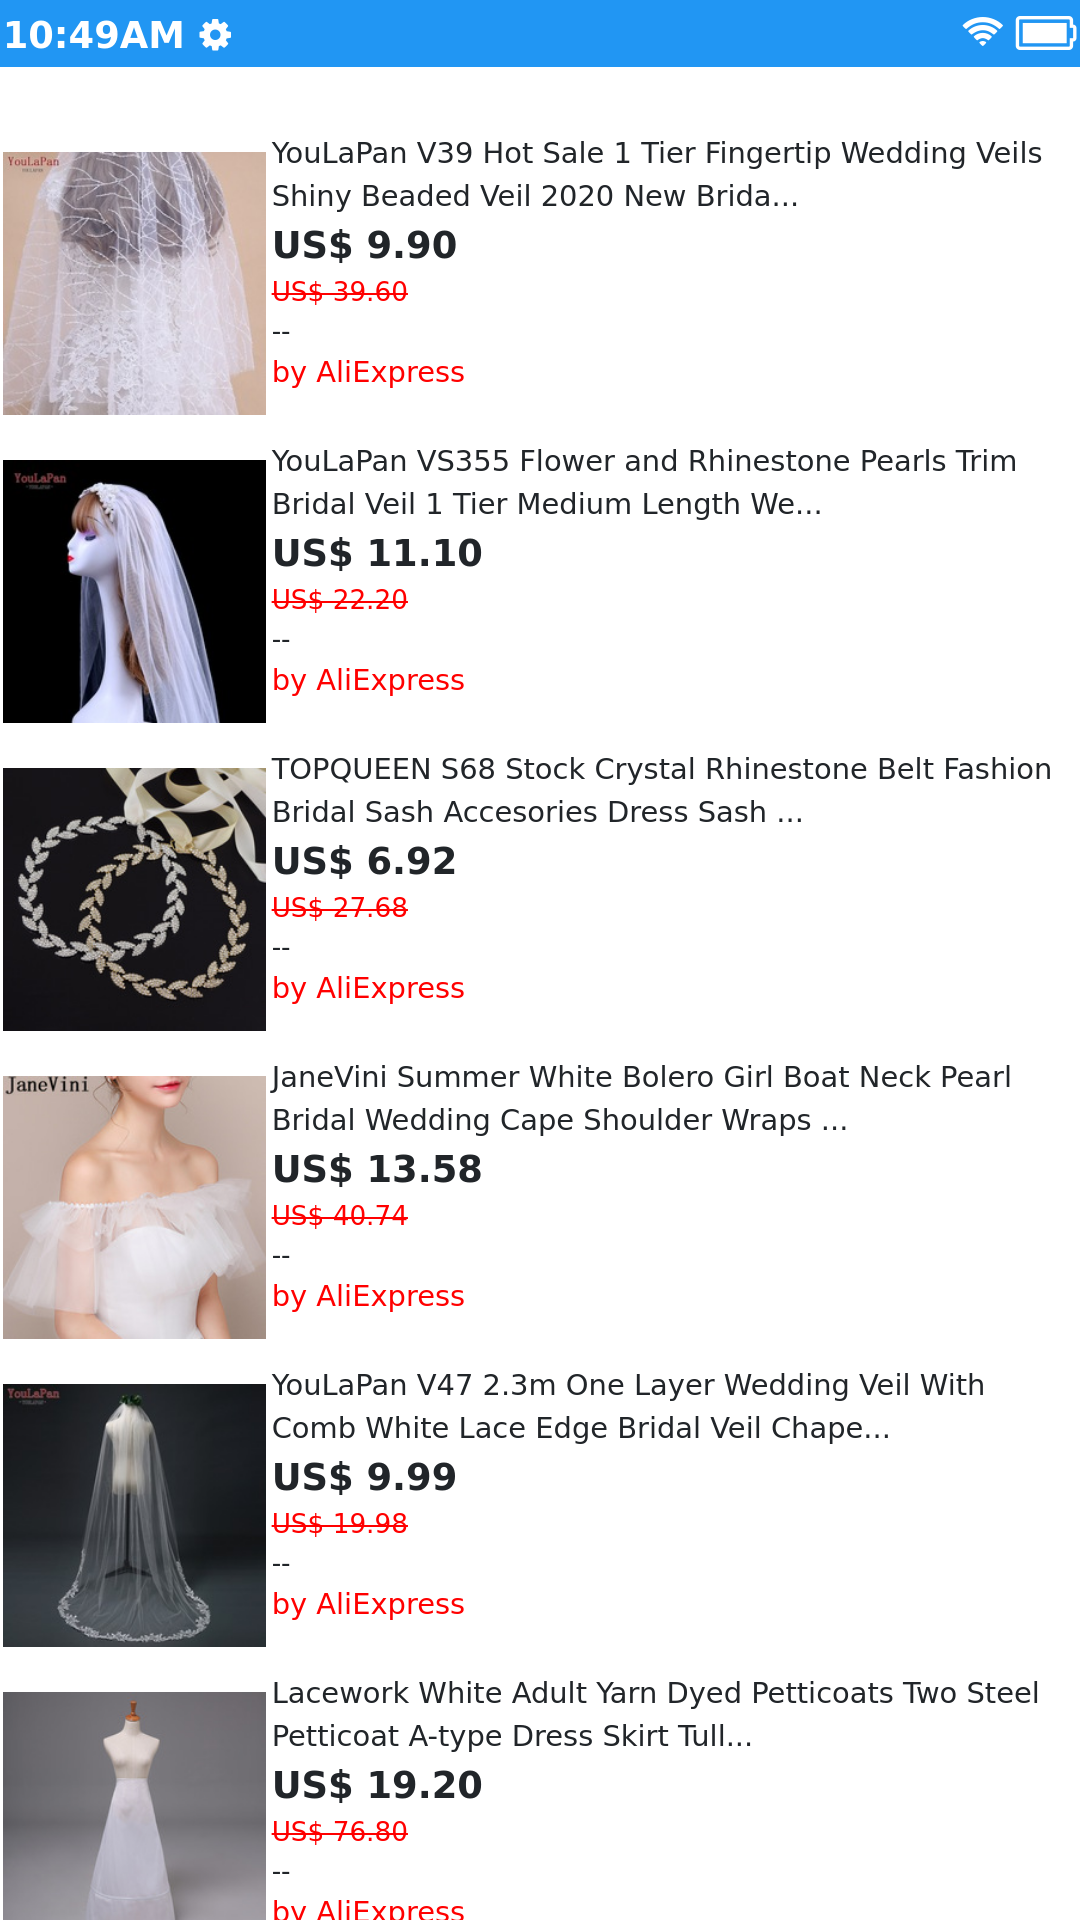 10:49AM
YouLaPan
YouLaPan V39 Hot Sale 1 Tier Fingertip Wedding Veils
Shiny Beaded Veil 2020 New Brida...
US$ 9.90
US$ 39.60
--
by AliExpress
YouLaPan
YouLaPan VS355 Flower and Rhinestone Pearls Trim
Bridal Veil 1 Tier Medium Length We...
US$ 11.10
US$ 22.20
--
by AliExpress
TOPQUEEN S68 Stock Crystal Rhinestone Belt Fashion
Bridal Sash Accesories Dress Sash ...
US$ 6.92
US$ 27.68
--
by AliExpress
JaneVini
JaneVini Summer White Bolero Girl Boat Neck Pearl
Bridal Wedding Cape Shoulder Wraps ...
US$ 13.58
US$ 40.74
--
by AliExpress
YouLaPan
YouLaPan V47 2.3m One Layer Wedding Veil With
Comb White Lace Edge Bridal Veil Chape...
US$ 9.99
US$ 19.98
--
by AliExpress
Lacework White Adult Yarn Dyed Petticoats Two Steel
Petticoat A-type Dress Skirt Tull...
US$ 19.20
US$ 76.80
--
by AliExpress